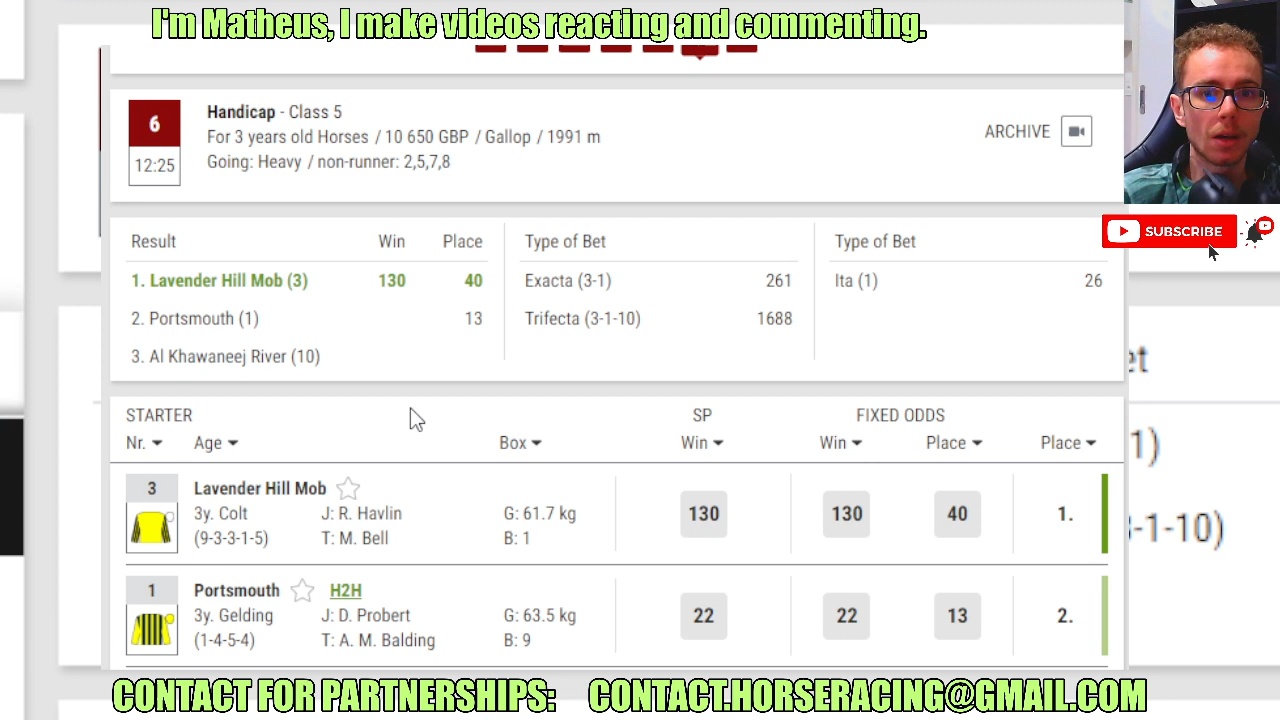 I'm Matheus, I make videos reacting and commenting.
6
12:25
Handicap - Class 5
For 3 years old Horses / 10 650 GBP / Gallop / 1991 m
Going: Heavy / non-runner: 2,5,7,8
ARCHIVE
SUBSCRIBE
Result Win Place
1. Lavender Hill Mob (3) 130 40
2. Portsmouth (1) 13
3. Al Khawaneej River (10)
Type of Bet
Exacta (3-1) 261
Trifecta (3-1-10) 1688
Type of Bet
Ita (1) 26
et
1)
3-1-10)
STARTER SP FIXED ODDS
Nr. Age Box Win Win Place Place
3 Lavender Hill Mob
3y. Colt J: R. Havlin G: 61.7 kg 130 130 40 1.
(9-3-3-1-5) T: M. Bell B: 1
1 Portsmouth H2H
3y. Gelding J: D. Probert G: 63.5 kg 22 22 13 2.
(1-4-5-4) T: A. M. Balding B: 9
CONTACT FOR PARTNERSHIPS: CONTACT.HORSERACING@GMAIL.COM